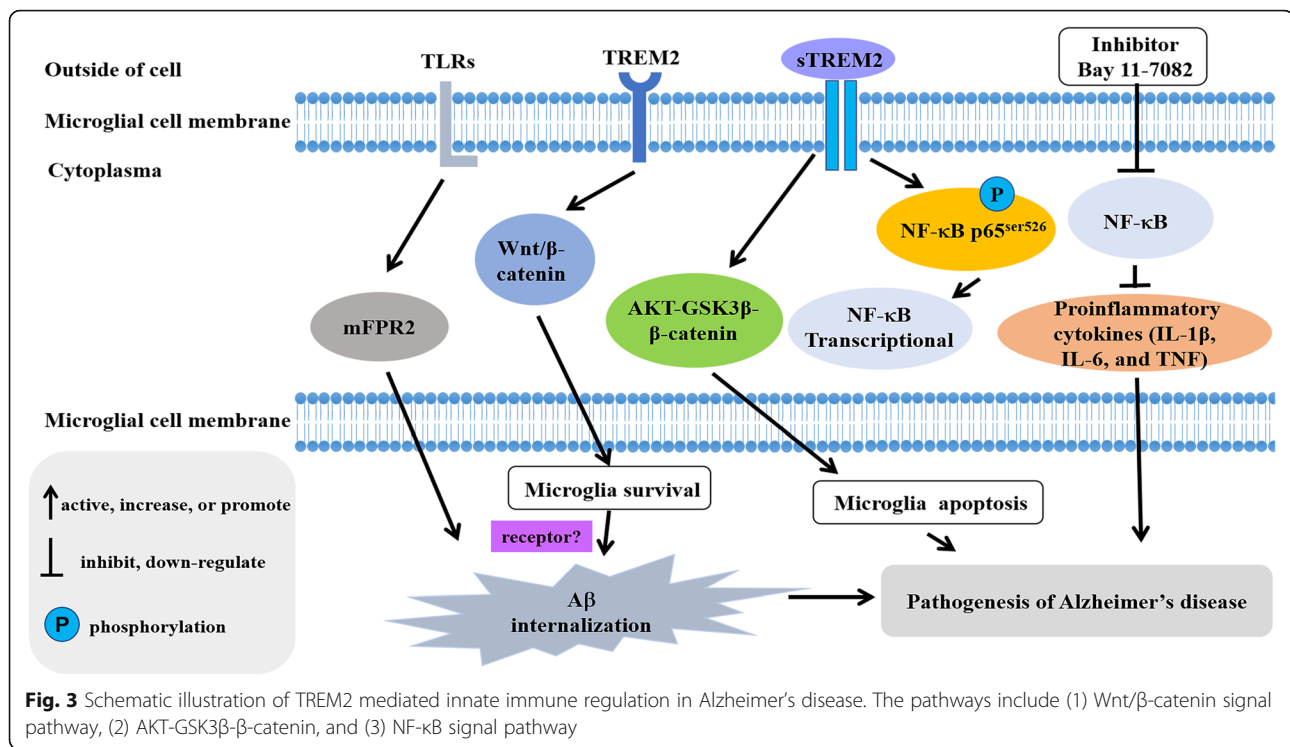 Outside of cell
TLRs
TREM2
sTREM2
Inhibitor
Bay 11-7082
Microglial cell membrane
Cytoplasma
P
NF-κB p65ser526
NF-κB
Wnt/β-
catenin
mFPR2
AKT-GSK3β-
β-catenin
NF-κB
Transcriptional
Proinflammatory
cytokines (IL-1β,
IL-6, and TNF)
Microglial cell membrane
Microglia survival
Microglia apoptosis
receptor?
Aβ
internalization
Pathogenesis of Alzheimer's disease
active, increase, or promote
inhibit, down-regulate
P phosphorylation
Fig. 3 Schematic illustration of TREM2 mediated innate immune regulation in Alzheimer's disease. The pathways include (1) Wnt/β-catenin signal
pathway, (2) AKT-GSK3β-β-catenin, and (3) NF-κB signal pathway